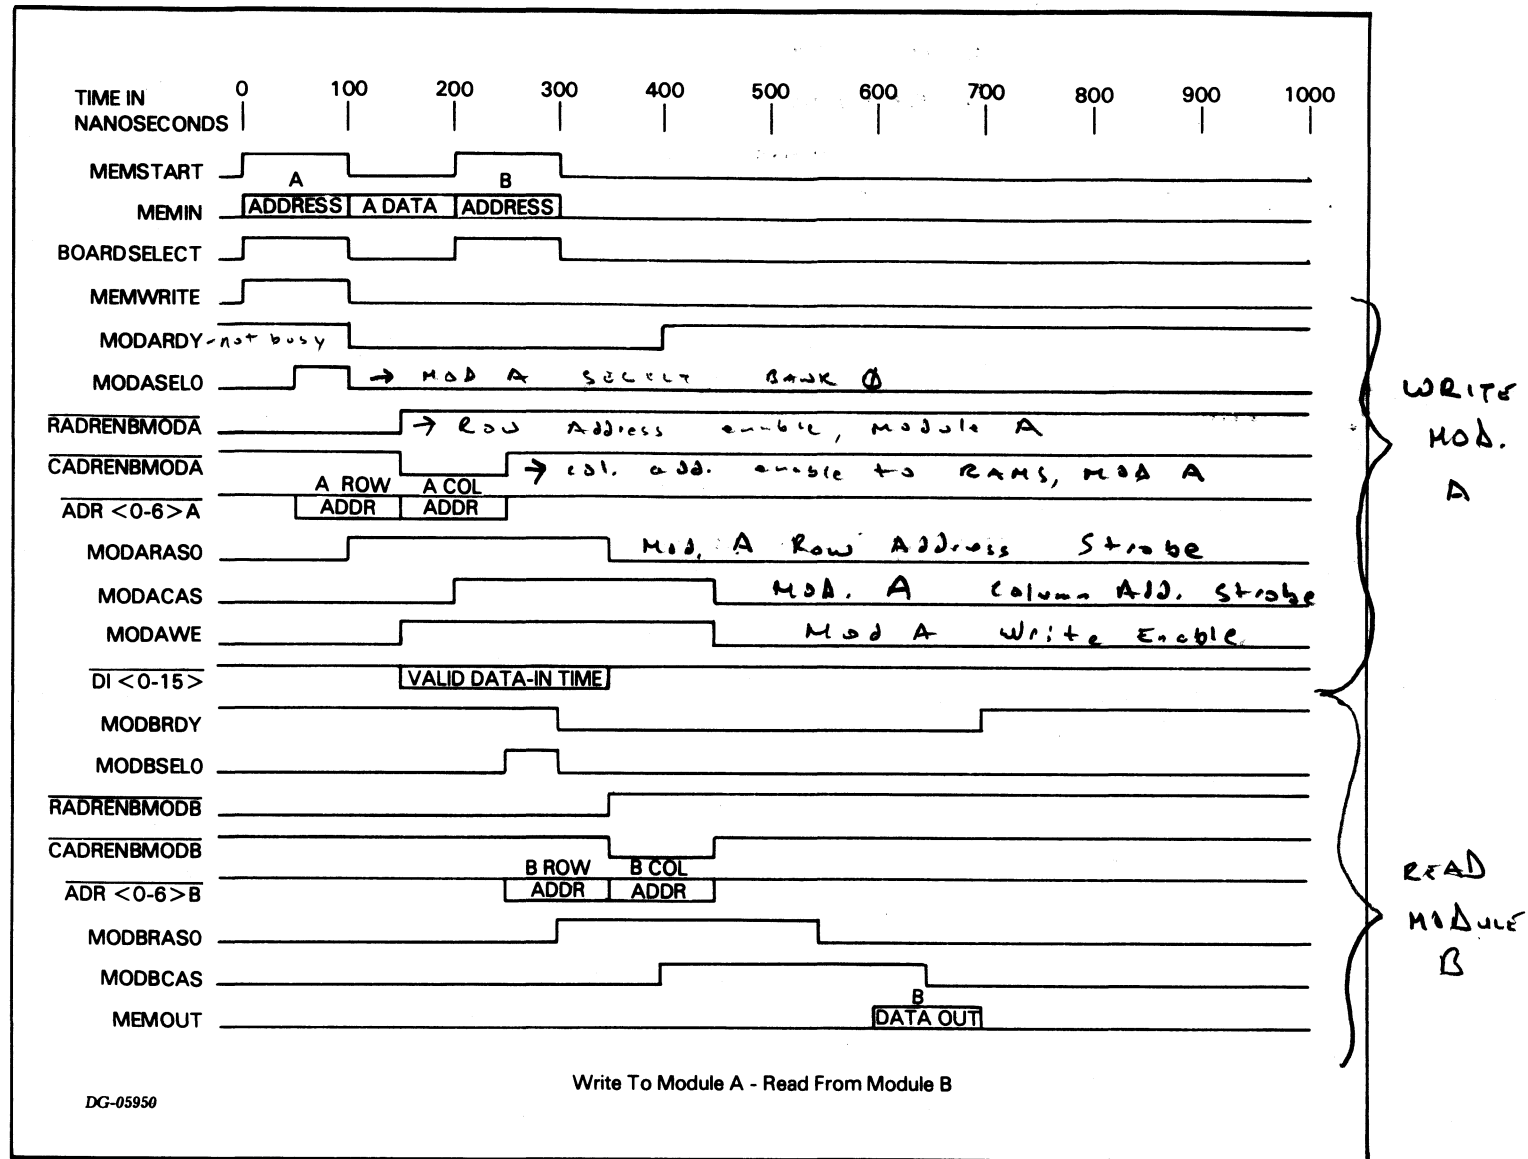 0 100 200 300 400 500 600 700 800 900 1000
TIME IN
NANOSECONDS
MEMSTART
A B
MEMIN ADDRESS A DATA ADDRESS
BOARDSELECT
MEMWRITE
MODARDY - not busy
MODASEL0 → MOD A SELECT BANK 0
WRITE
MOD.
A
RADRENBMODA → Row Address enable, Module A
CADRENBMODA → col. add. enable to RAMS, MOD A
A ROW A COL
ADR <0-6>A ADDR ADDR
MODARAS0 Mod. A Row Address Strobe
MODACAS MOD. A Column Add. Strobe
MODAWE Mod A Write Enable
DI <0-15> VALID DATA-IN TIME
MODBRDY
MODBSEL0
RADRENBMODB
CADRENBMODB
B ROW B COL
ADR <0-6>B ADDR ADDR
READ
MODULE
B
MODBRAS0
MODBCAS
B
MEMOUT DATA OUT
Write To Module A - Read From Module B
DG-05950